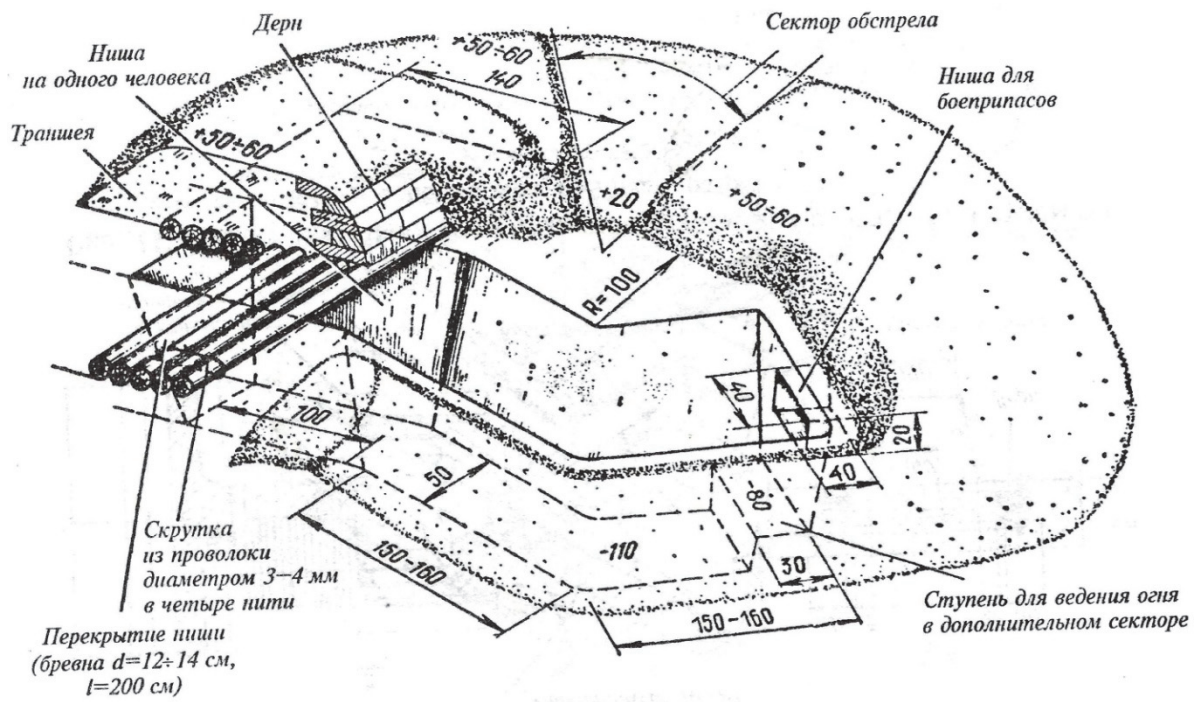 Дерн
Сектор обстрела
Ниша
на одного человека
Ниша для
боеприпасов
Траншея
+50÷60
140
+50÷60
+20
+50÷60
R=100
40
20
40
100
50
80
-110
30
150-160
150-160
Скрутка
из проволоки
диаметром 3–4 мм
в четыре нити
Перекрытие ниши
(бревна d=12÷14 см,
l=200 см)
Ступень для ведения огня
в дополнительном секторе